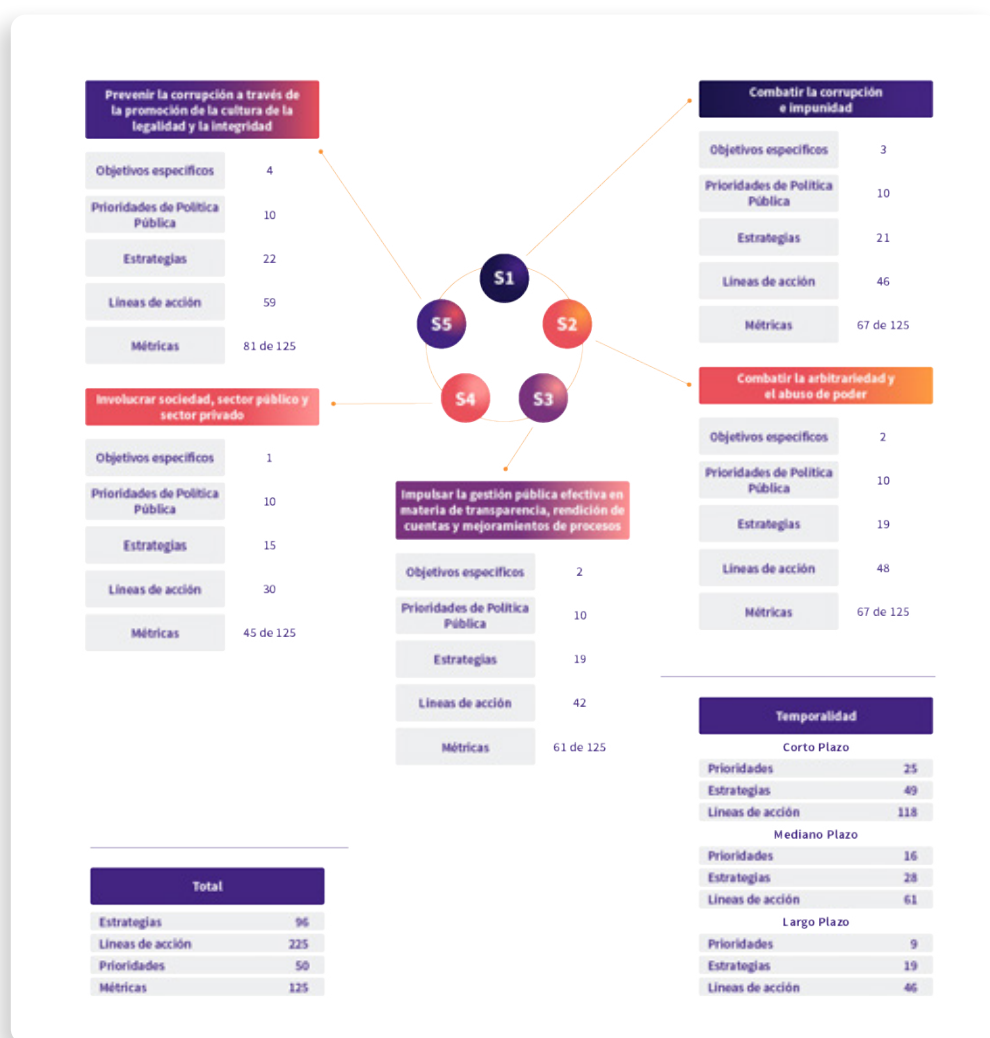 Prevenir la corrupción a través de
la promoción de la cultura de la
legalidad y la integridad
Objetivos específicos 4
Prioridades de Política
Pública 10
Estrategias 22
Líneas de acción 59
Métricas 81 de 125
Involucrar sociedad, sector público y
sector privado
Objetivos específicos 1
Prioridades de Política
Pública 10
Estrategias 15
Líneas de acción 30
Métricas 45 de 125
S1
S2
S3
S4
S5
Impulsar la gestión pública efectiva en
materia de transparencia, rendición de
cuentas y mejoramientos de procesos
Objetivos específicos 2
Prioridades de Política
Pública 10
Estrategias 19
Líneas de acción 42
Métricas 61 de 125
Combatir la corrupción
e impunidad
Objetivos específicos 3
Prioridades de Política
Pública 10
Estrategias 21
Líneas de acción 46
Métricas 67 de 125
Combatir la arbitrariedad y
el abuso de poder
Objetivos específicos 2
Prioridades de Política
Pública 10
Estrategias 19
Líneas de acción 48
Métricas 67 de 125
Total
Estrategias 96
Líneas de acción 225
Prioridades 50
Métricas 125
Temporalidad
Corto Plazo
Prioridades 25
Estrategias 49
Líneas de acción 118
Mediano Plazo
Prioridades 16
Estrategias 28
Líneas de acción 61
Largo Plazo
Prioridades 9
Estrategias 19
Líneas de acción 46